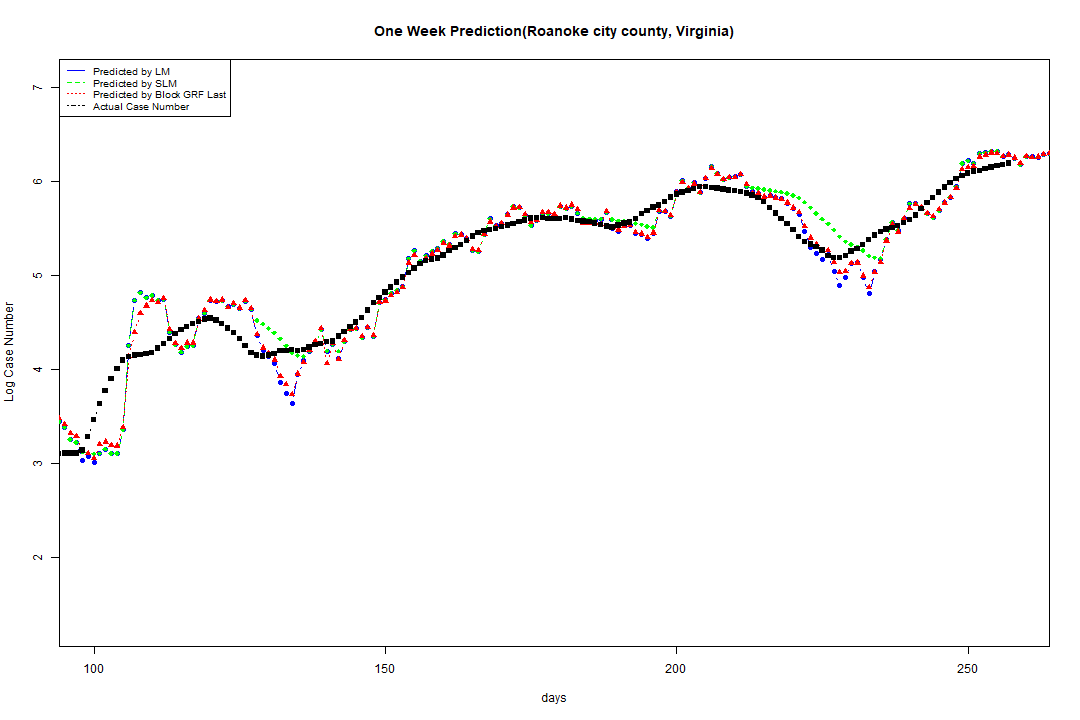 One Week Prediction(Roanoke city county, Virginia)
Predicted by LM
Predicted by SLM
Predicted by Block GRF Last
Actual Case Number
7
6
5
4
3
2
Log Case Number
100 150 200 250
days